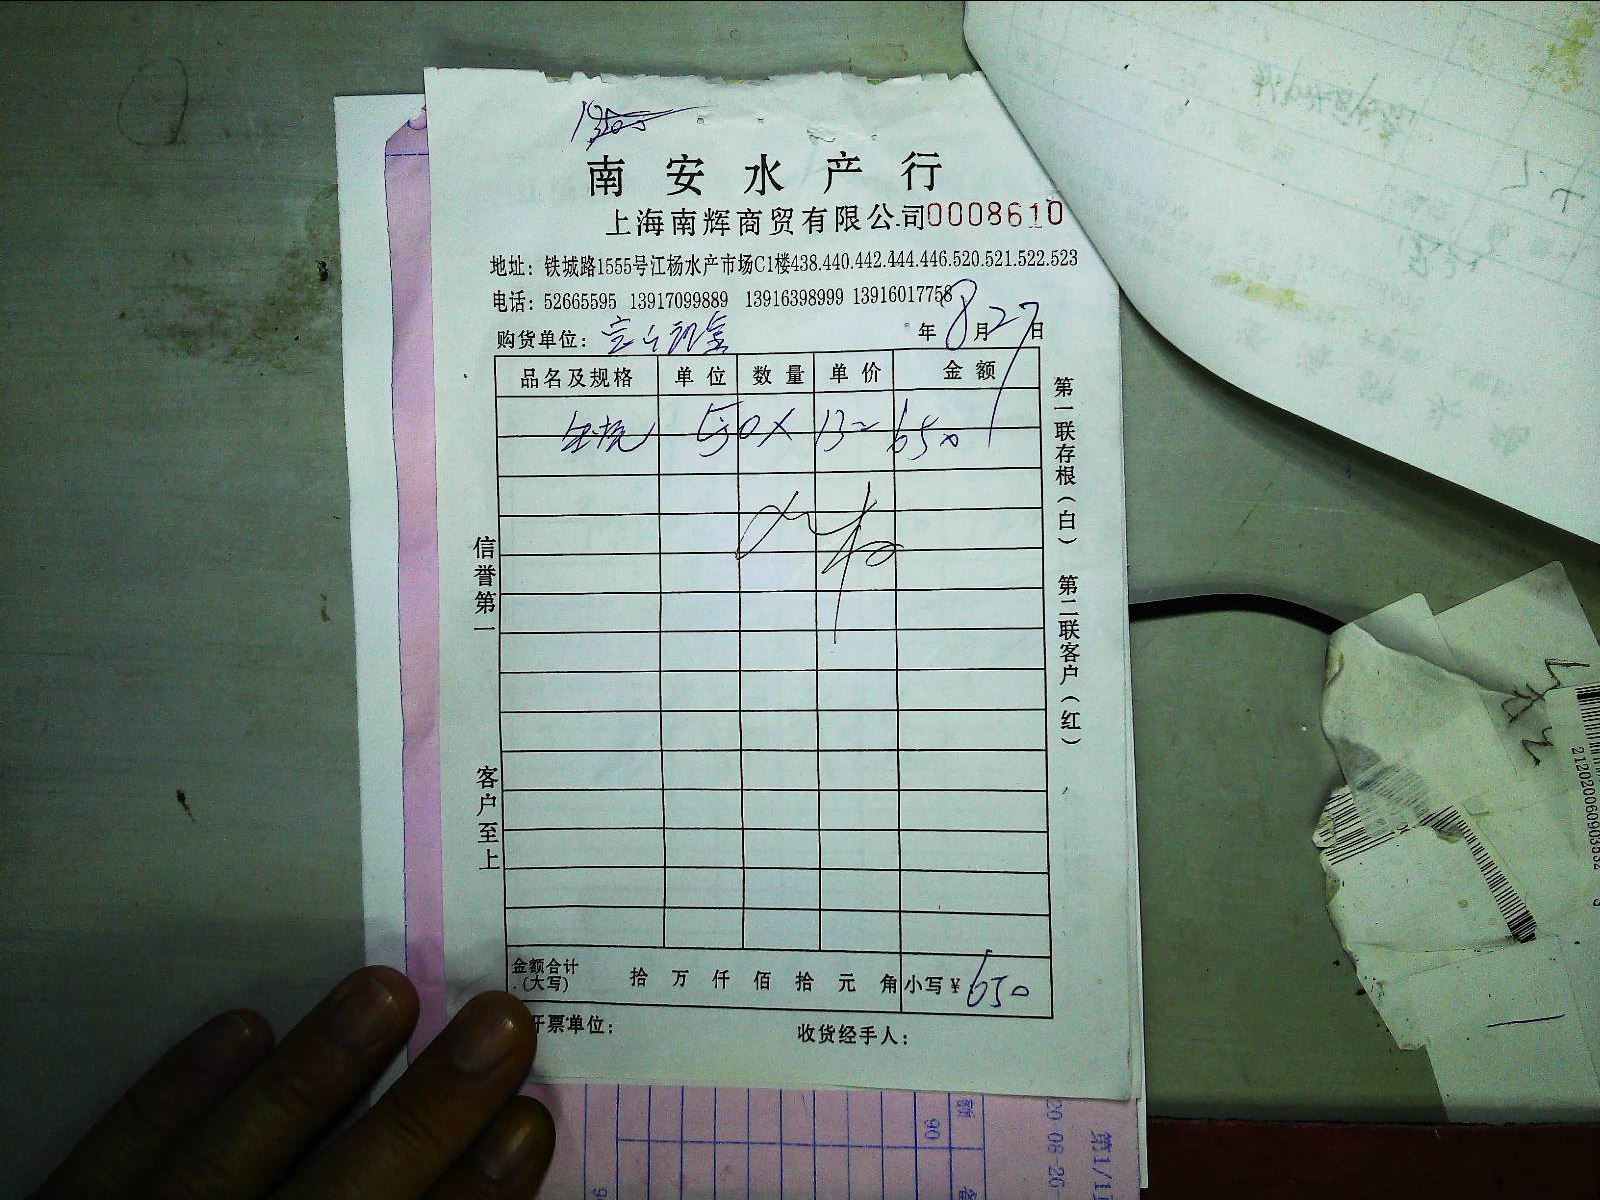 南安水产行
上海南辉商贸有限公司0008610
地址：铁城路1555号江杨水产市场C1楼438.440.442.444.446.520.521.522.523
电话：52665595 13917099889 13916398999 13916017758
购货单位：
年8月27日
品名及规格 单位 数量 单价 金额
50×13=650
信誉第一
客户至上
第一联存根（白） 第二联客户（红）
金额合计（大写） 拾 万 仟 佰 拾 元 角 小写¥650
开票单位： 收货经手人：
90
第1/1